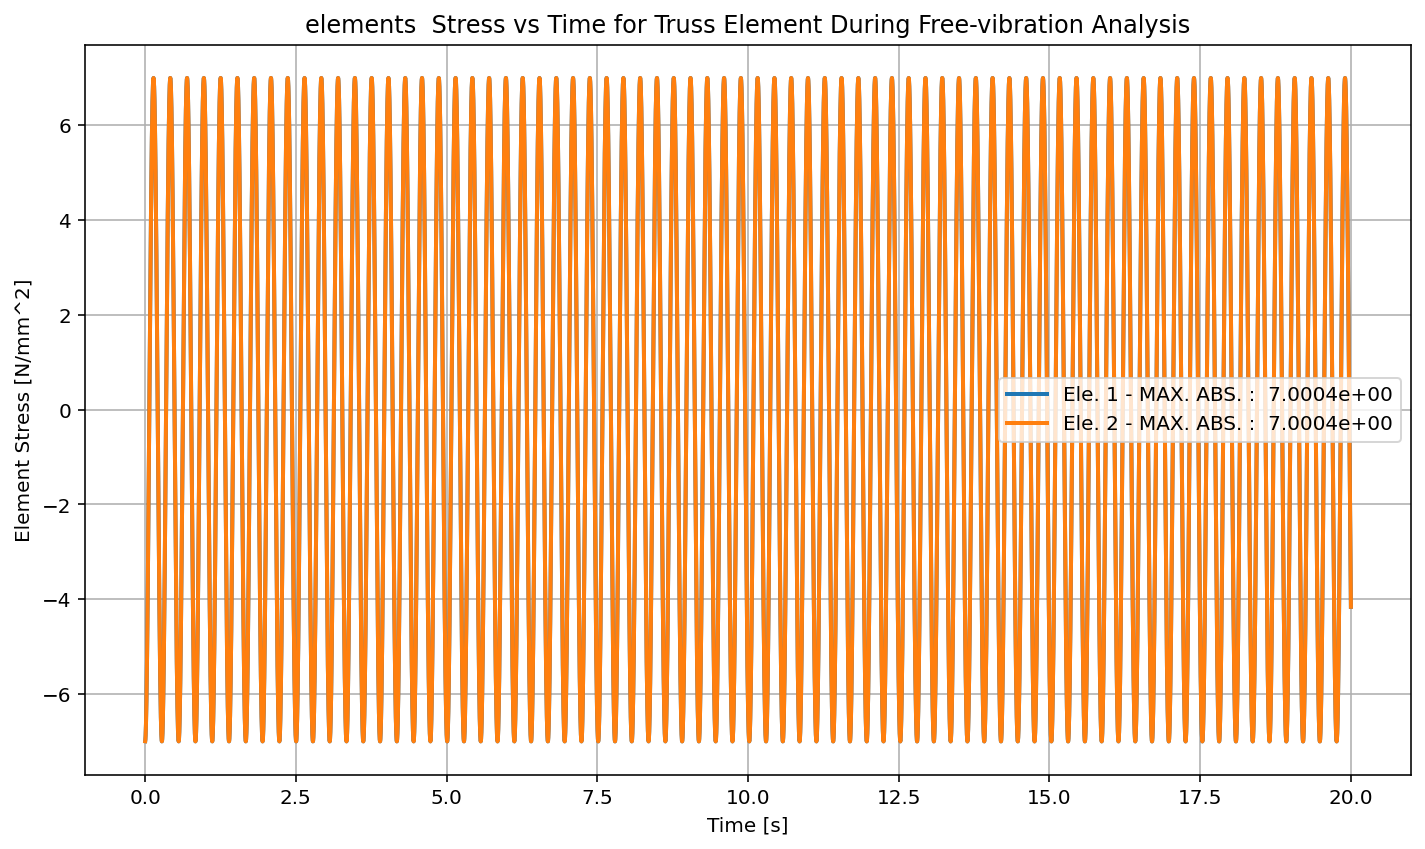 elements  Stress vs Time for Truss Element During Free-vibration Analysis
Element Stress [N/mm^2]
6
4
2
0
−2
−4
−6
Ele. 1 - MAX. ABS. :  7.0004e+00
Ele. 2 - MAX. ABS. :  7.0004e+00
0.0 2.5 5.0 7.5 10.0 12.5 15.0 17.5 20.0
Time [s]